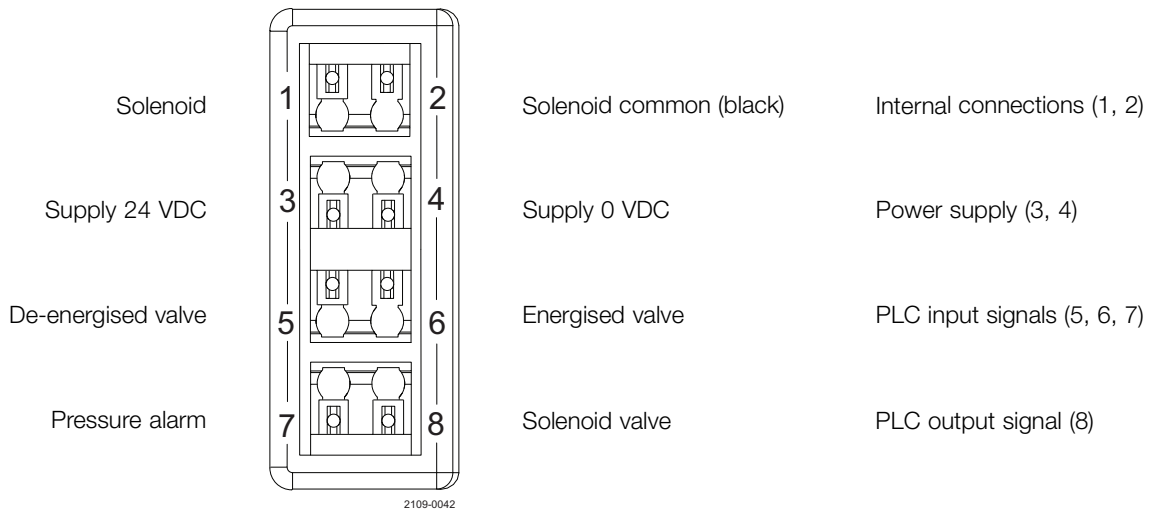 Solenoid 1 2 Solenoid common (black) Internal connections (1, 2)
Supply 24 VDC 3 4 Supply 0 VDC Power supply (3, 4)
De-energised valve 5 6 Energised valve PLC input signals (5, 6, 7)
Pressure alarm 7 8 Solenoid valve PLC output signal (8)
2109-0042